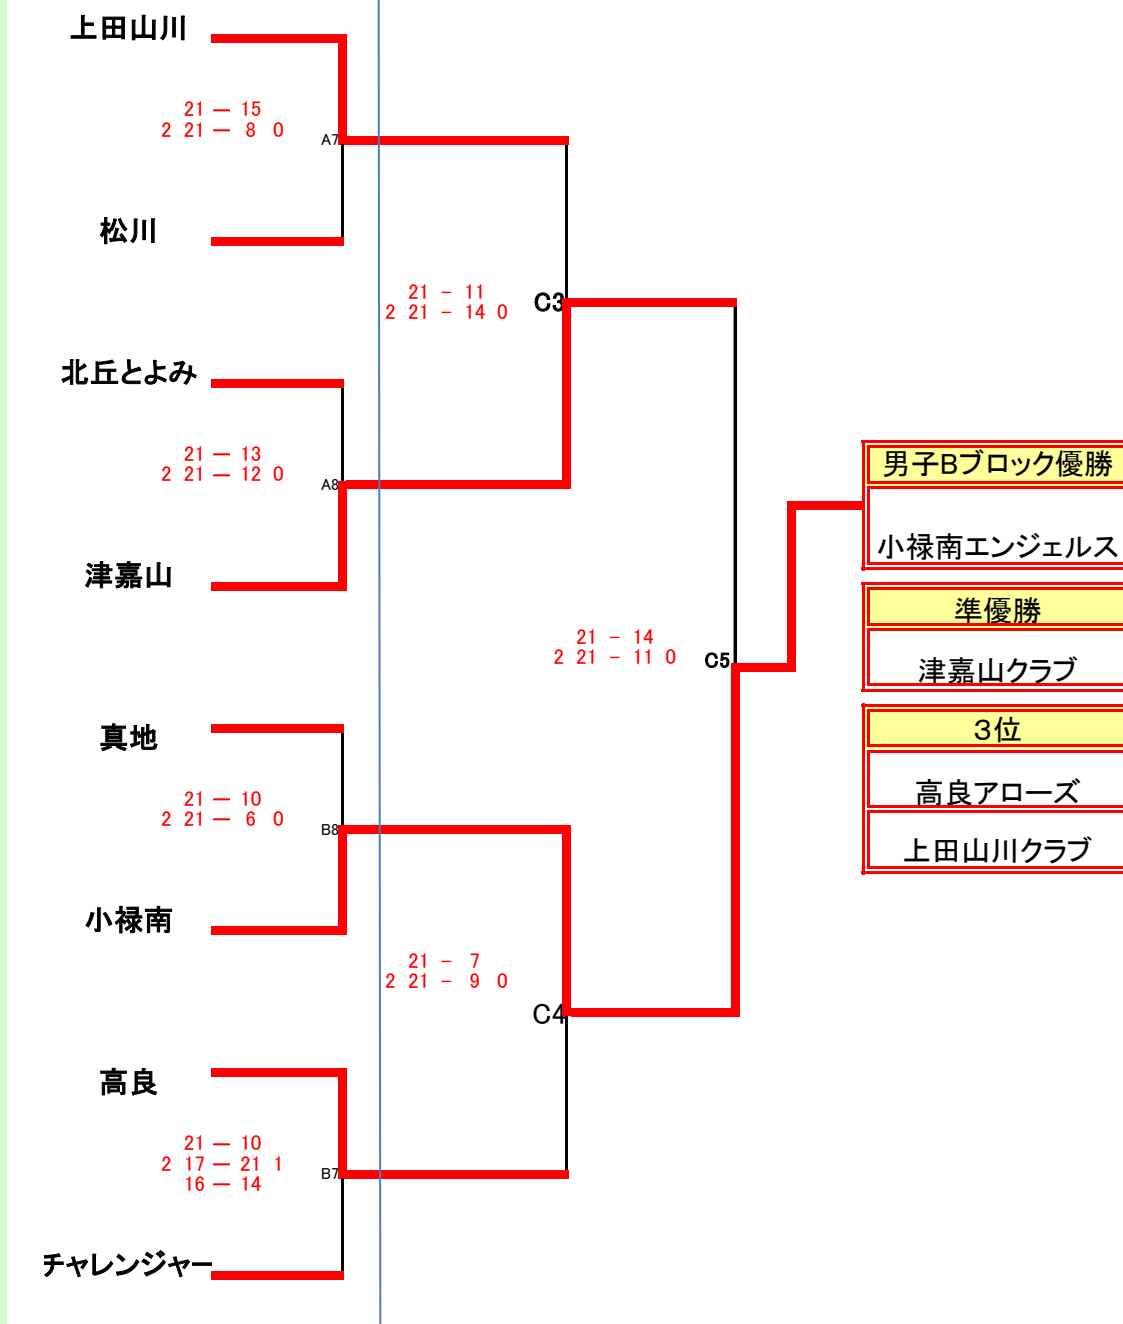 上田山川
21 － 15
2 21 － 8 0
A7
松川
21 - 11
2 21 - 14 0
C3
北丘とよみ
21 － 13
2 21 － 12 0
A8
津嘉山
男子Bブロック優勝
小禄南エンジェルス
準優勝
津嘉山クラブ
3位
高良アローズ
上田山川クラブ
21 - 14
2 21 - 11 0
C5
真地
21 － 10
2 21 － 6 0
B8
小禄南
21 - 7
2 21 - 9 0
C4
高良
21 － 10
2 17 － 21 1
16 － 14
B7
チャレンジャー